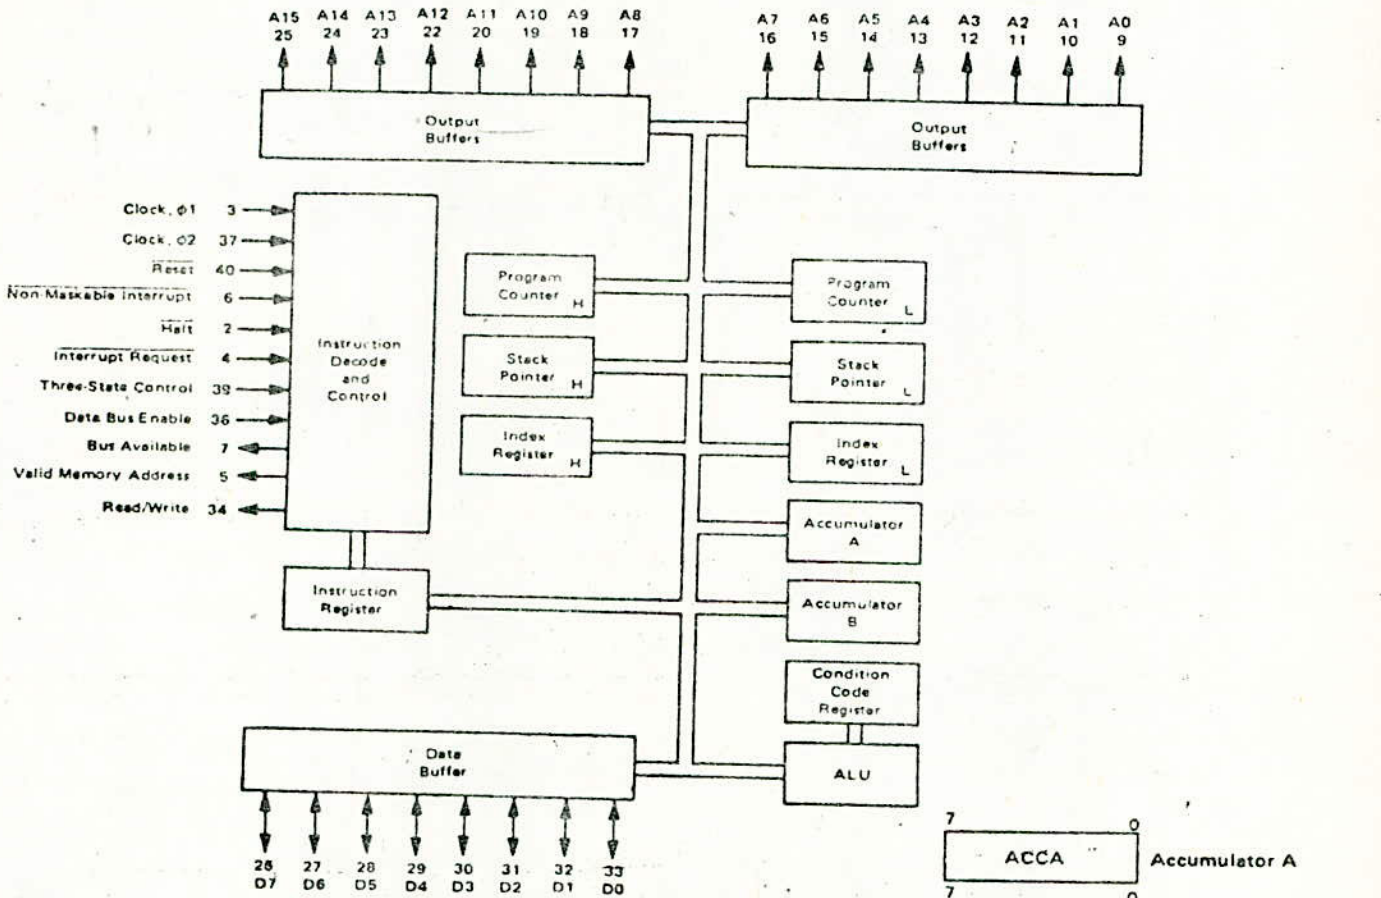 A15 A14 A13 A12 A11 A10 A9 A8 A7 A6 A5 A4 A3 A2 A1 A0
25 24 23 22 20 19 18 17 16 15 14 13 12 11 10 9
Output
Buffers
Output
Buffers
Clock, ϕ1 3
Clock, ϕ2 37
Reset 40
Non-Maskable Interrupt 6
Halt 2
Interrupt Request 4
Three-State Control 39
Data Bus Enable 36
Bus Available 7
Valid Memory Address 5
Read/Write 34
Instruction
Decode
and
Control
Program
Counter H
Program
Counter L
Stack
Pointer H
Stack
Pointer L
Index
Register H
Index
Register L
Accumulator
A
Instruction
Register
Accumulator
B
Condition
Code
Register
Data
Buffer
ALU
26 27 28 29 30 31 32 33
D7 D6 D5 D4 D3 D2 D1 D0
7 0
ACCA Accumulator A
7 0